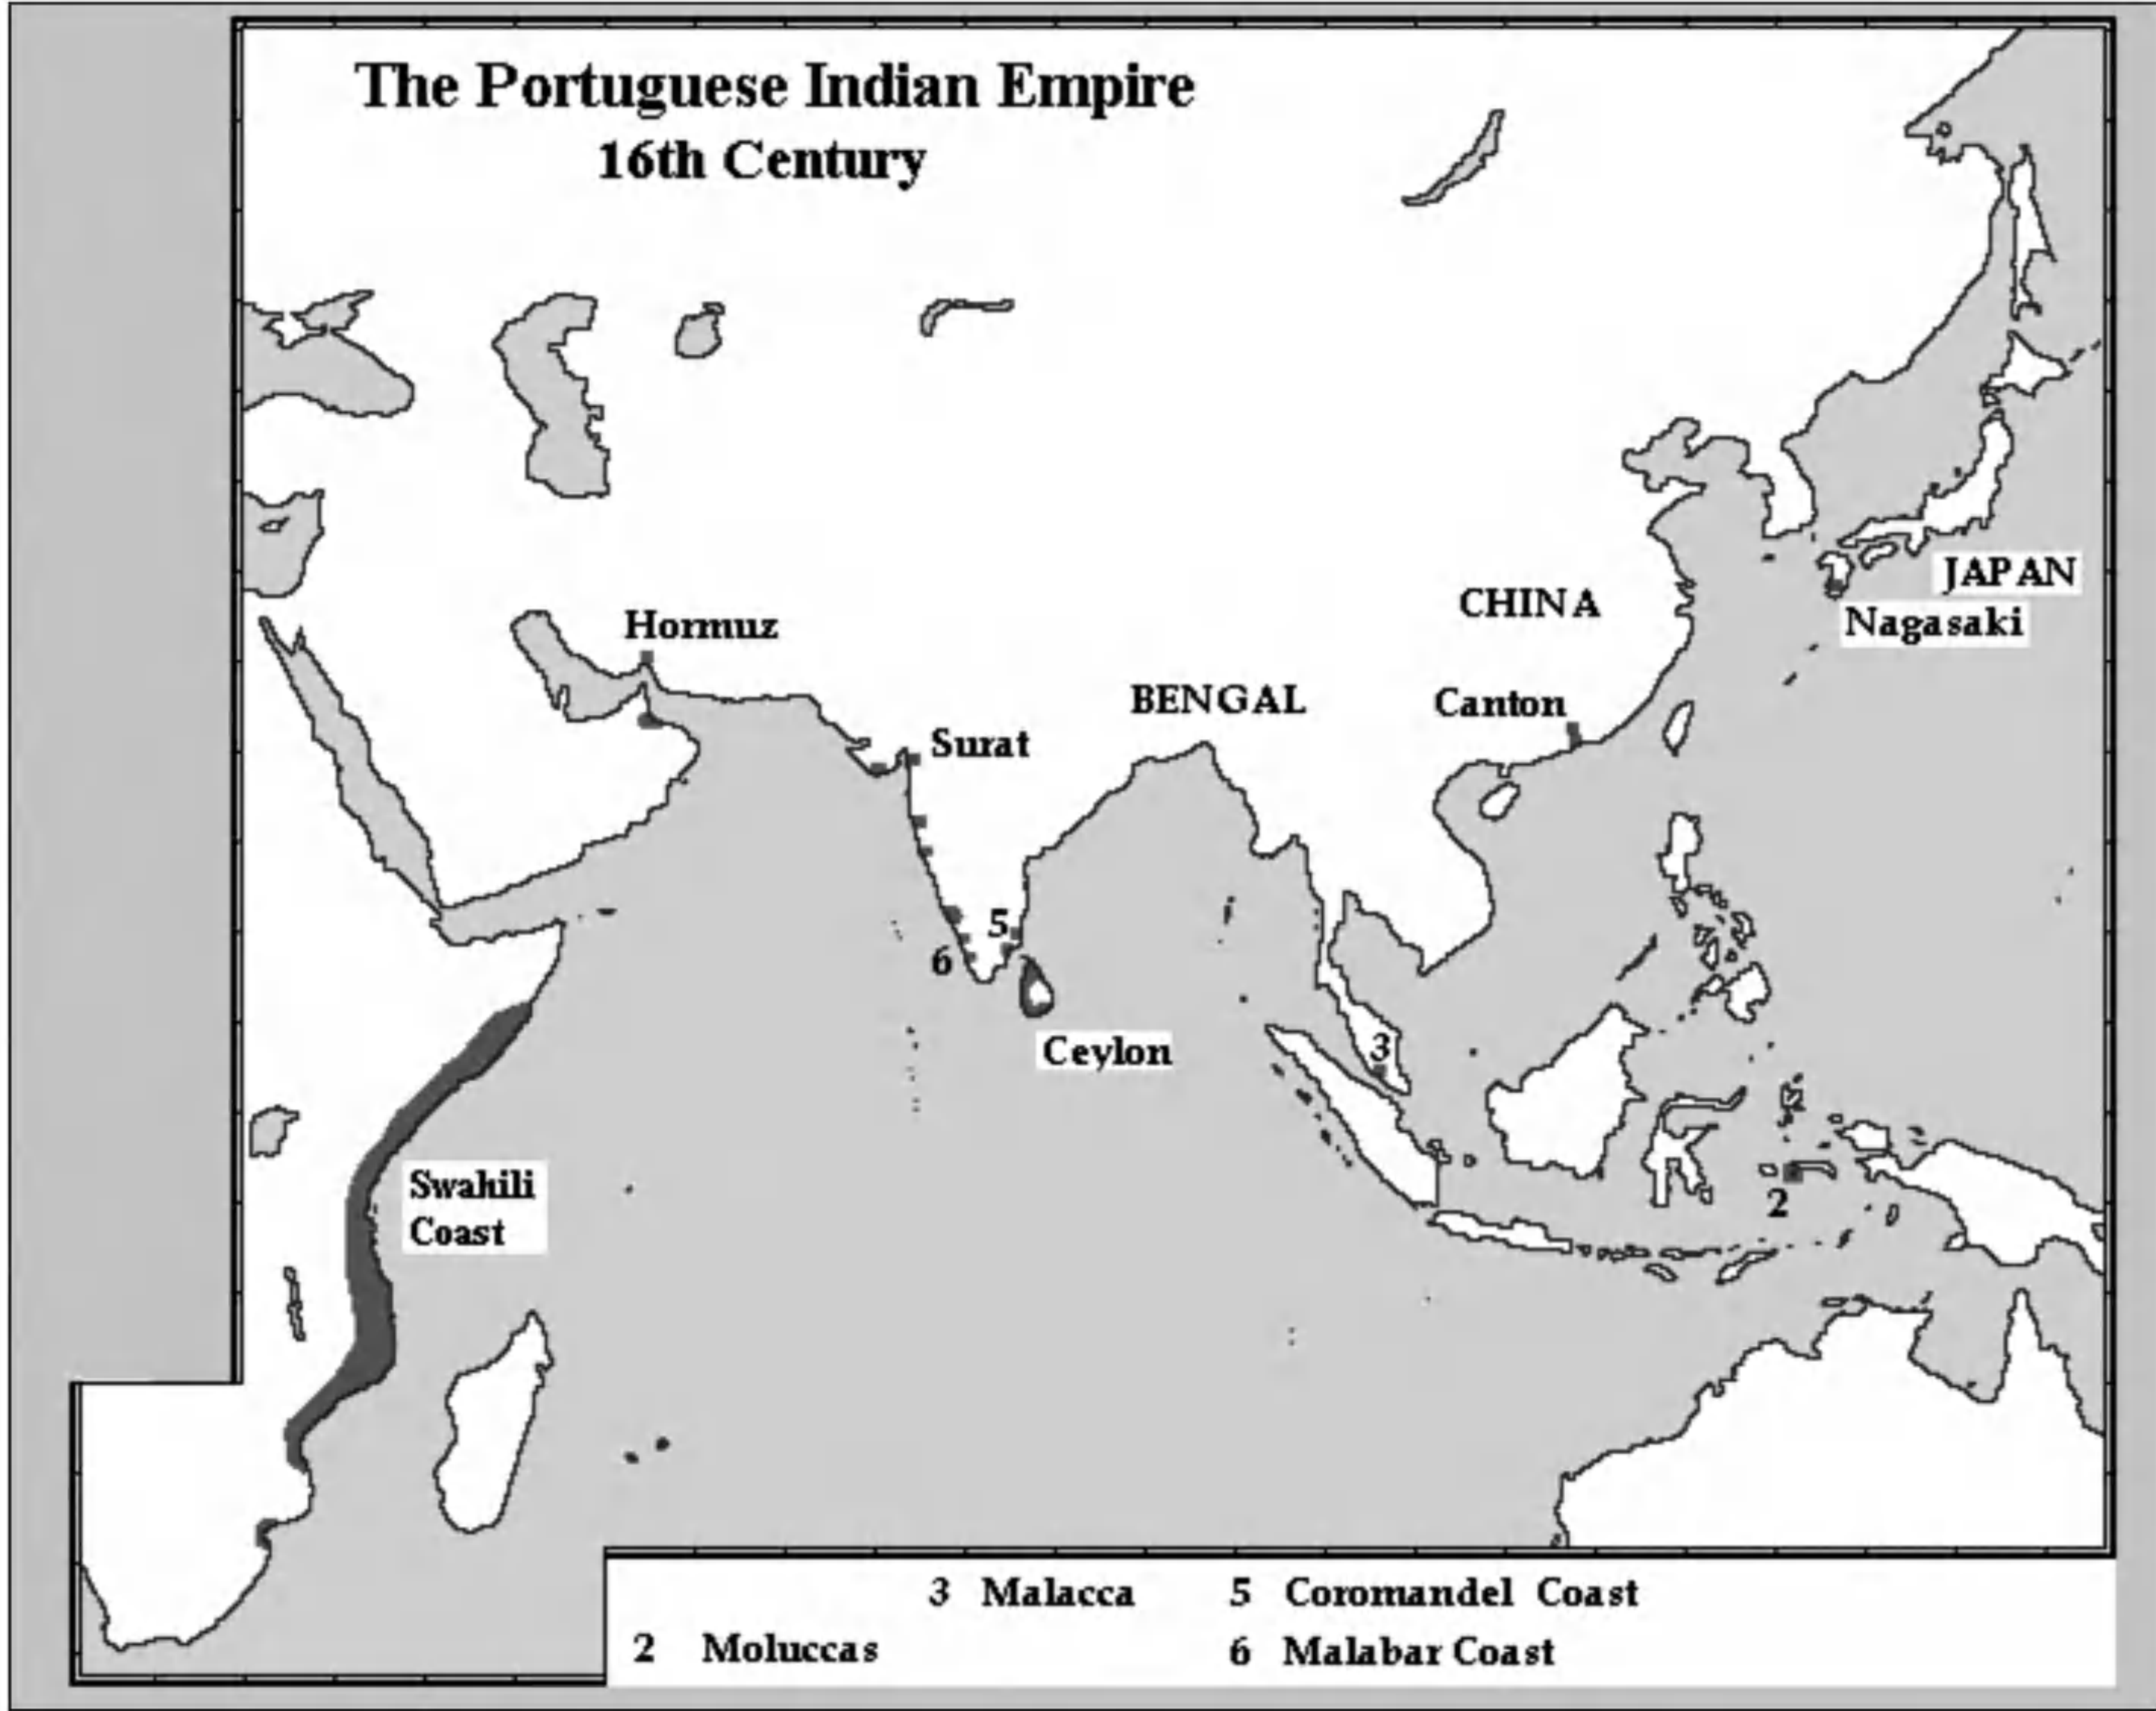 The Portuguese Indian Empire
16th Century
JAPAN
CHINA
Nagasaki
Hormuz
BENGAL
Canton
Surat
5
6
Ceylon
3
Swahili
Coast
2
3 Malacca 5 Coromandel Coast
2 Moluccas 6 Malabar Coast